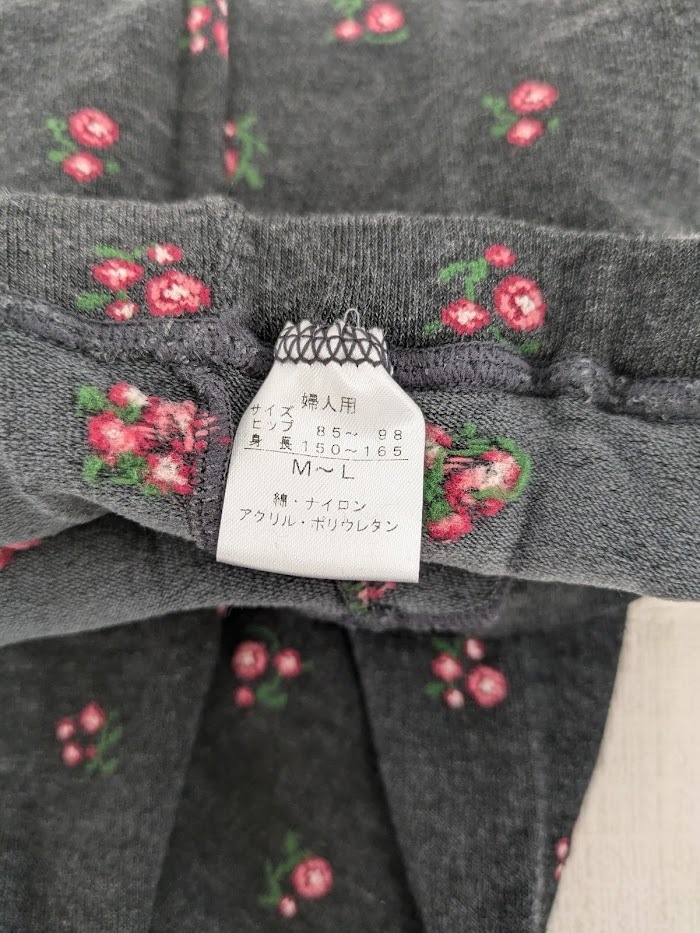 婦人用
サイズ
ヒップ 85～ 98
身長 150～165
M～L
綿・ナイロン
アクリル・ポリウレタン